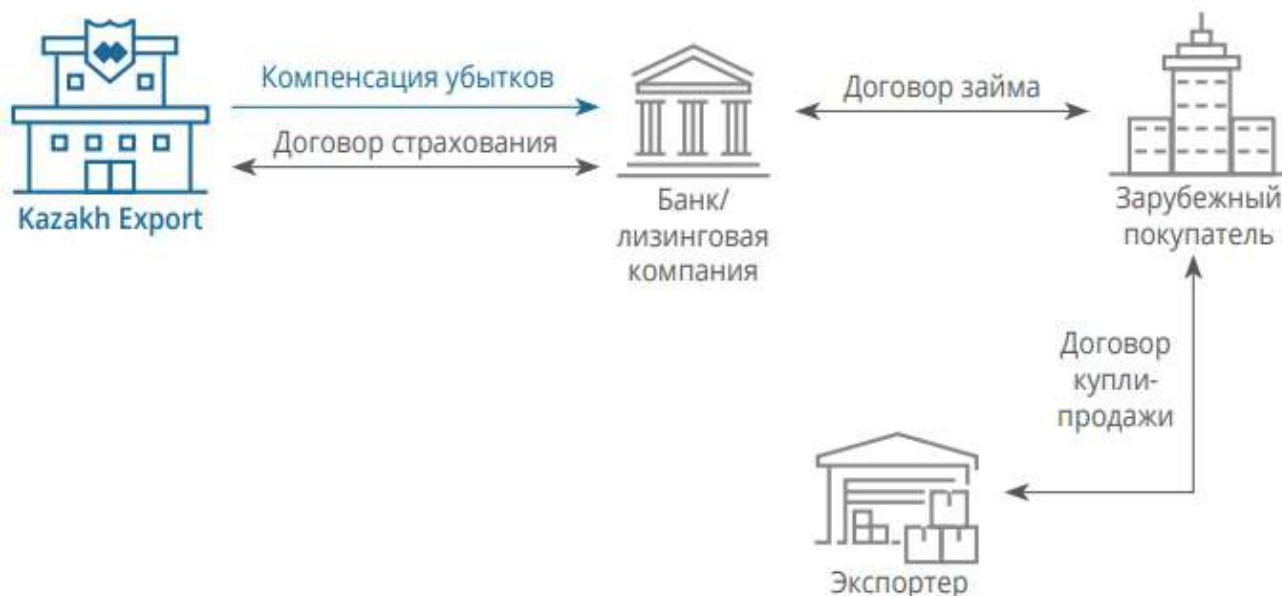 Компенсация убытков
Договор страхования
Kazakh Export
Банк/
лизинговая
компания
Договор займа
Зарубежный
покупатель
Договор
купли-
продажи
Экспортер